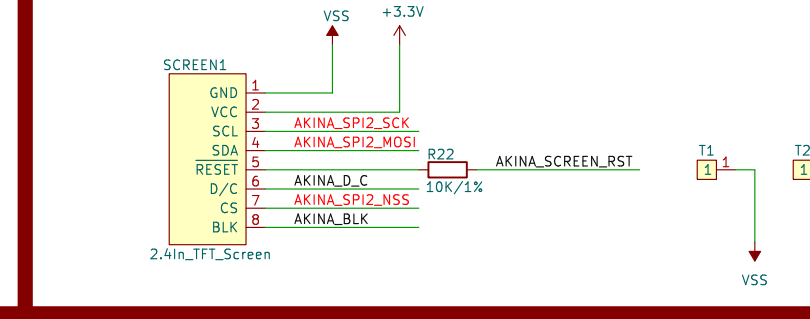 VSS
+3.3V
SCREEN1
GND 1
VCC 2
SCL 3 AKINA_SPI2_SCK
SDA 4 AKINA_SPI2_MOSI
RESET 5 R22 AKINA_SCREEN_RST
10K/1%
D/C 6 AKINA_D_C
CS 7 AKINA_SPI2_NSS
BLK 8 AKINA_BLK
2.4In_TFT_Screen
T1
1 1
VSS
T2
1